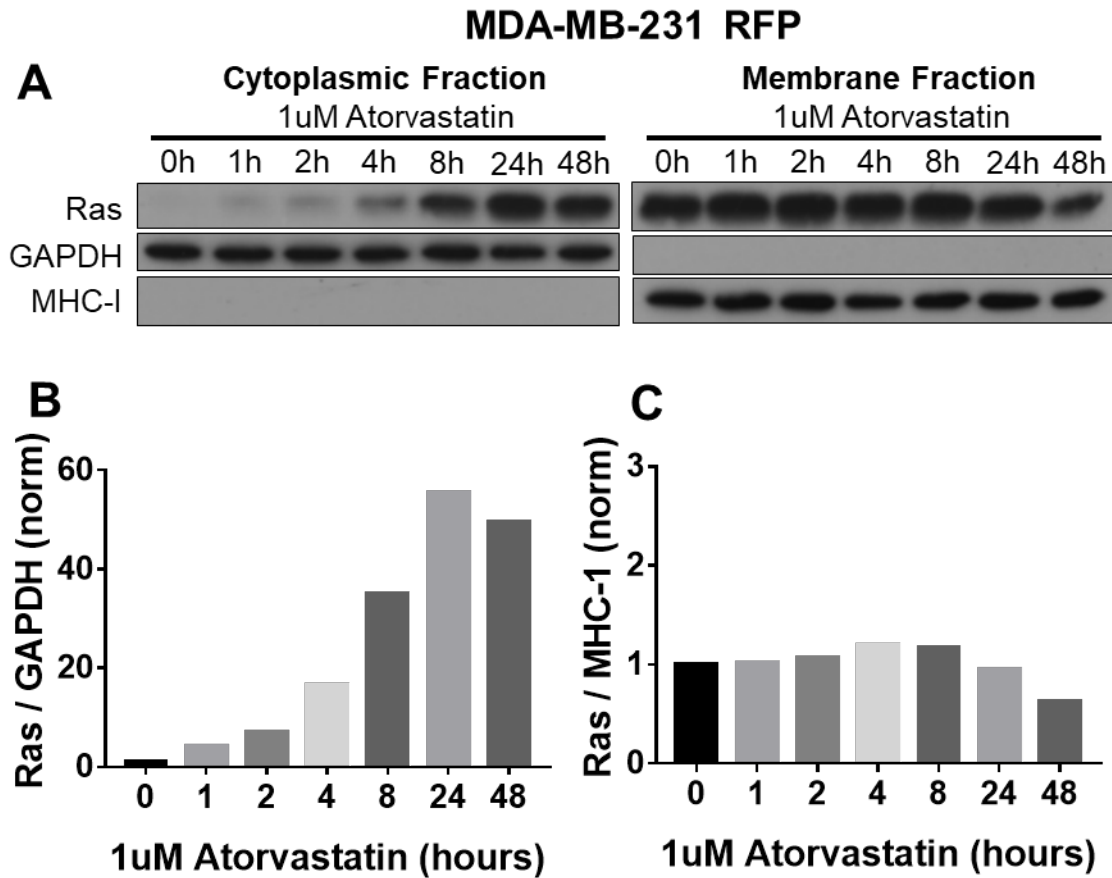 MDA-MB-231 RFP
A
Cytoplasmic Fraction
1uM Atorvastatin
0h 1h 2h 4h 8h 24h 48h
Membrane Fraction
1uM Atorvastatin
0h 1h 2h 4h 8h 24h 48h
Ras
GAPDH
MHC-I
B
Ras / GAPDH (norm)
60
40
20
0
0 1 2 4 8 24 48
1uM Atorvastatin (hours)
C
Ras / MHC-1 (norm)
3
2
1
0
0 1 2 4 8 24 48
1uM Atorvastatin (hours)